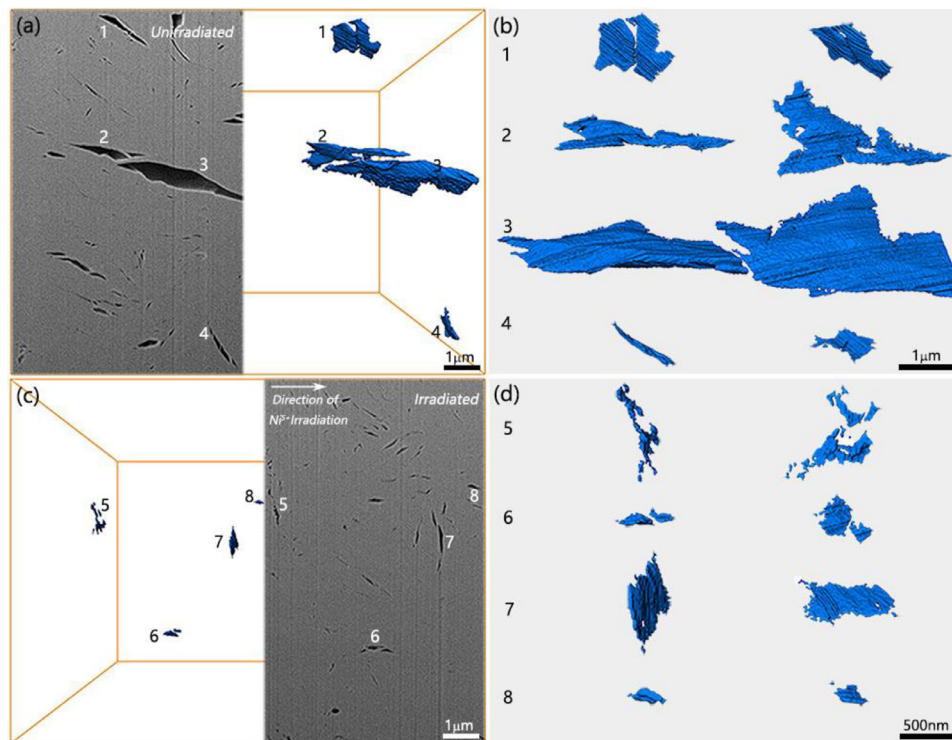 (a)
1
Unirradiated
1
2
3
2
3
4
4
1μm
(b)
1
2
3
4
1μm
(c)
5
8
7
6
Direction of
Ni⁵⁺Irradiation
Irradiated
5
8
7
6
1μm
(d)
5
6
7
8
500nm